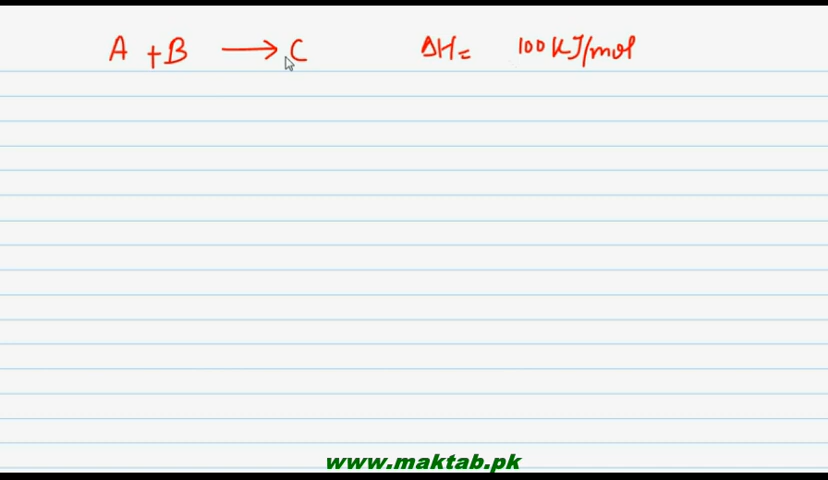 A + B ⟶ C ΔH = 100 KJ/mol
www.maktab.pk